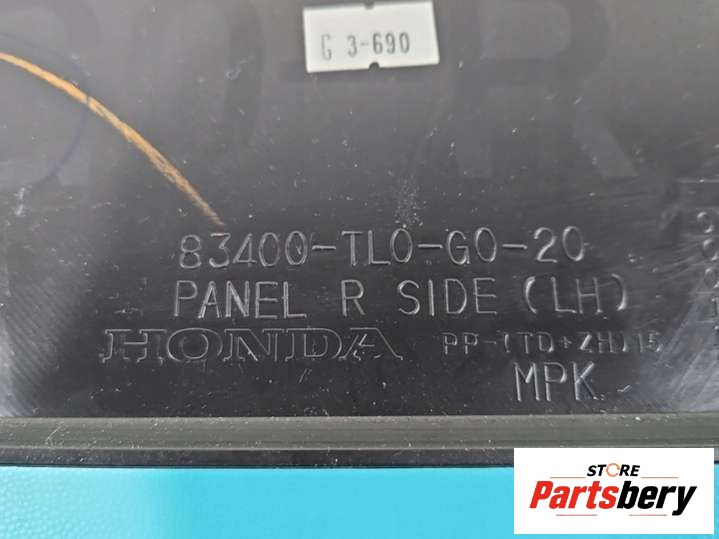 G 3-690
83400-TL0-G0-20
PANEL R SIDE (LH)
HONDA PP-(TD+ZH)15
MPK
STORE
Partsbery